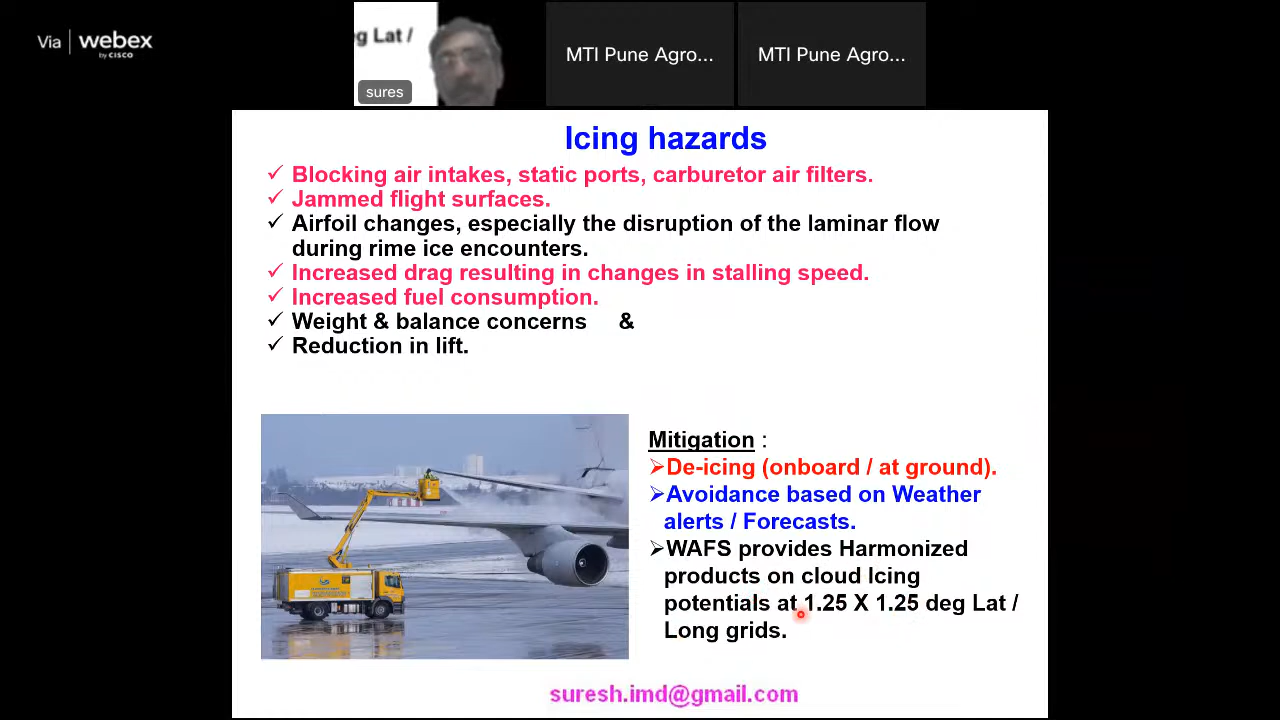 Via | webex
by CISCO
g Lat /
sures
MTI Pune Agro...
MTI Pune Agro...
Icing hazards
✓ Blocking air intakes, static ports, carburetor air filters.
✓ Jammed flight surfaces.
✓ Airfoil changes, especially the disruption of the laminar flow
during rime ice encounters.
✓ Increased drag resulting in changes in stalling speed.
✓ Increased fuel consumption.
✓ Weight & balance concerns &
✓ Reduction in lift.
Mitigation :
➢De-icing (onboard / at ground).
➢Avoidance based on Weather
alerts / Forecasts.
➢WAFS provides Harmonized
products on cloud Icing
potentials at 1.25 X 1.25 deg Lat /
Long grids.
suresh.imd@gmail.com